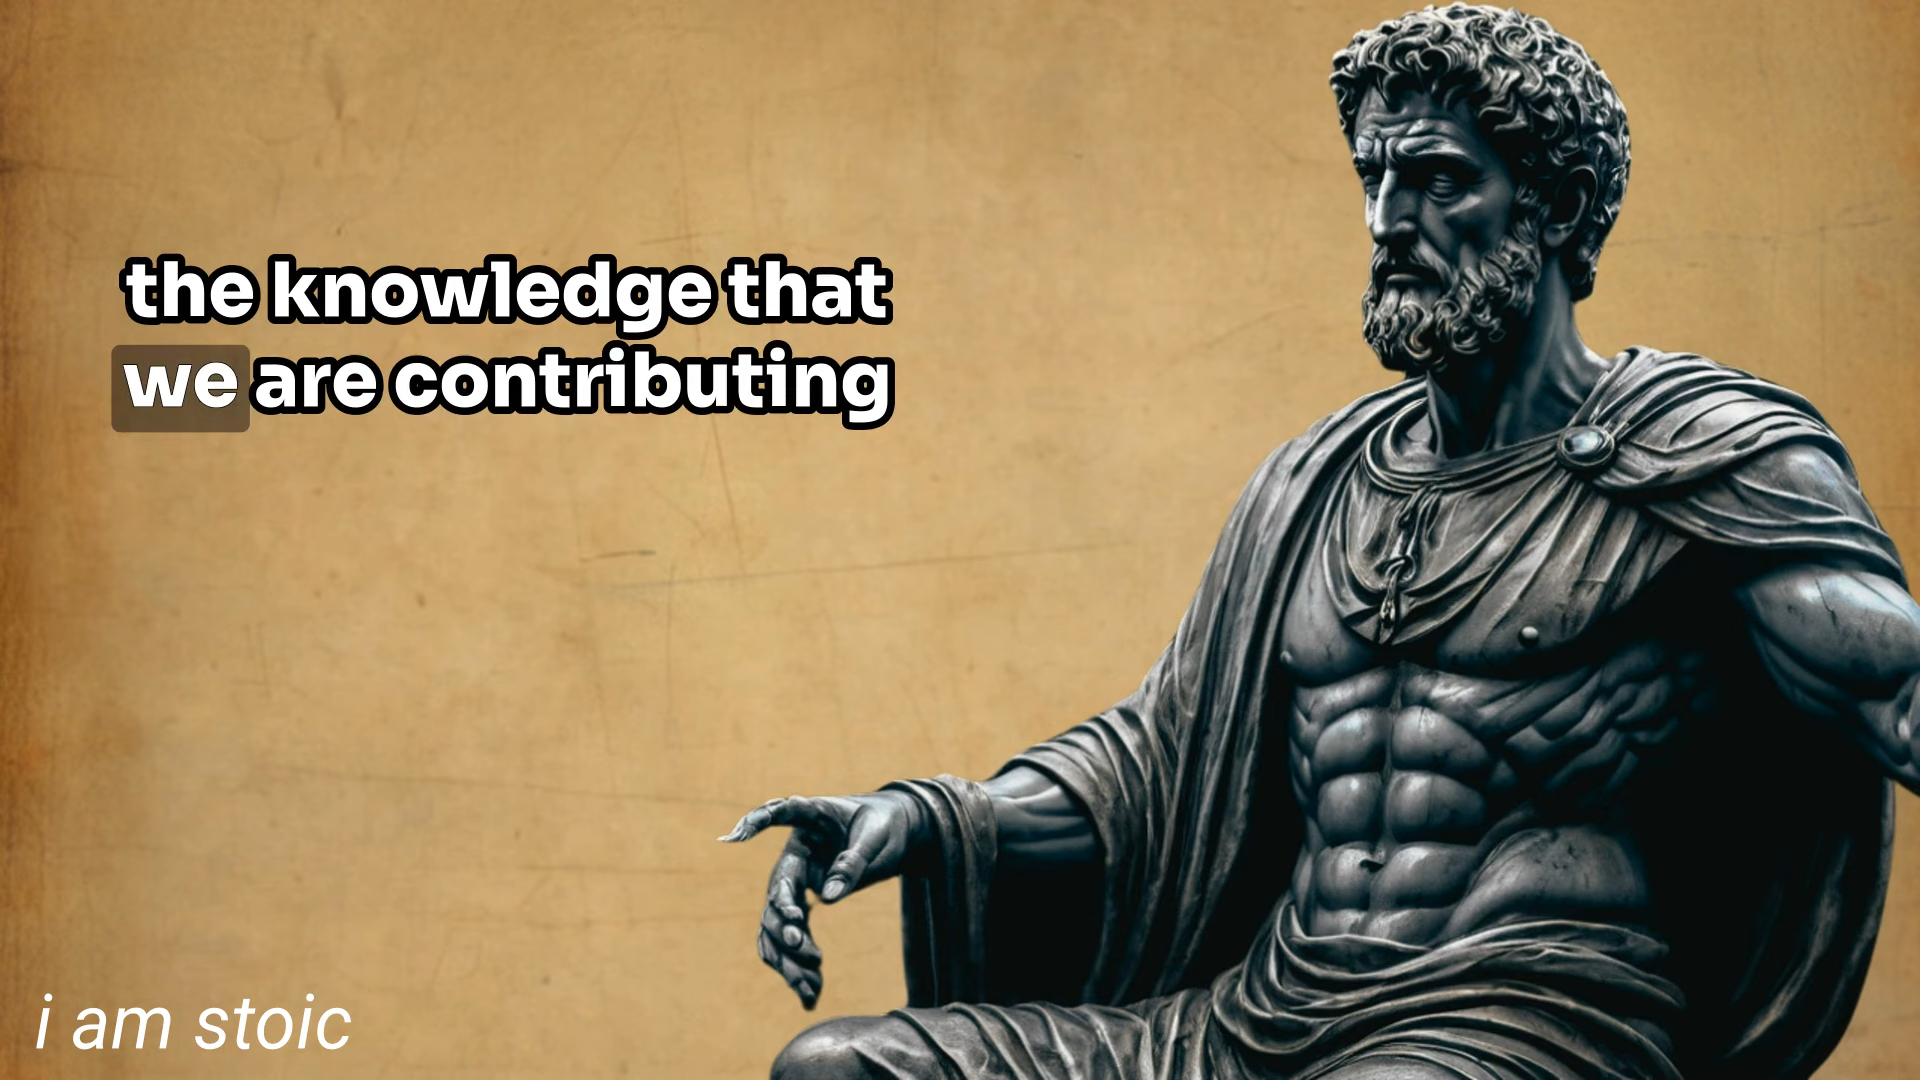 the knowledge that
we are contributing
i am stoic